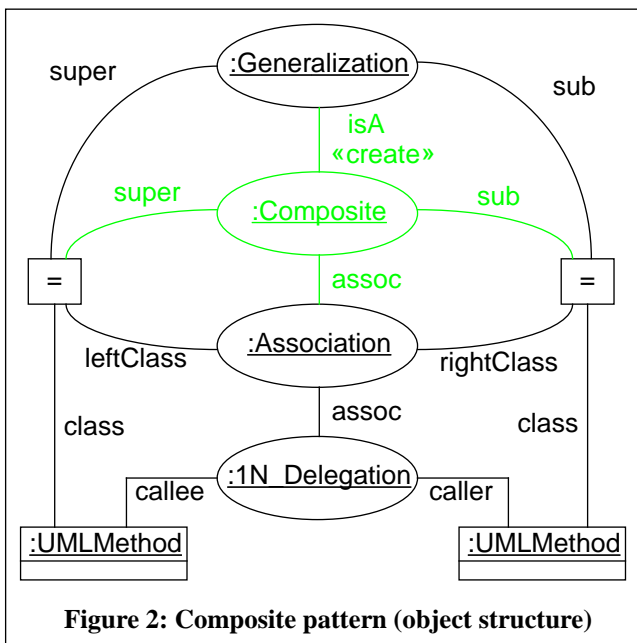 :Generalization
super
sub
isA
«create»
super
sub
:Composite
= =
assoc
:Association
leftClass
rightClass
assoc
class
class
:1N_Delegation
callee
caller
:UMLMethod
:UMLMethod
Figure 2: Composite pattern (object structure)